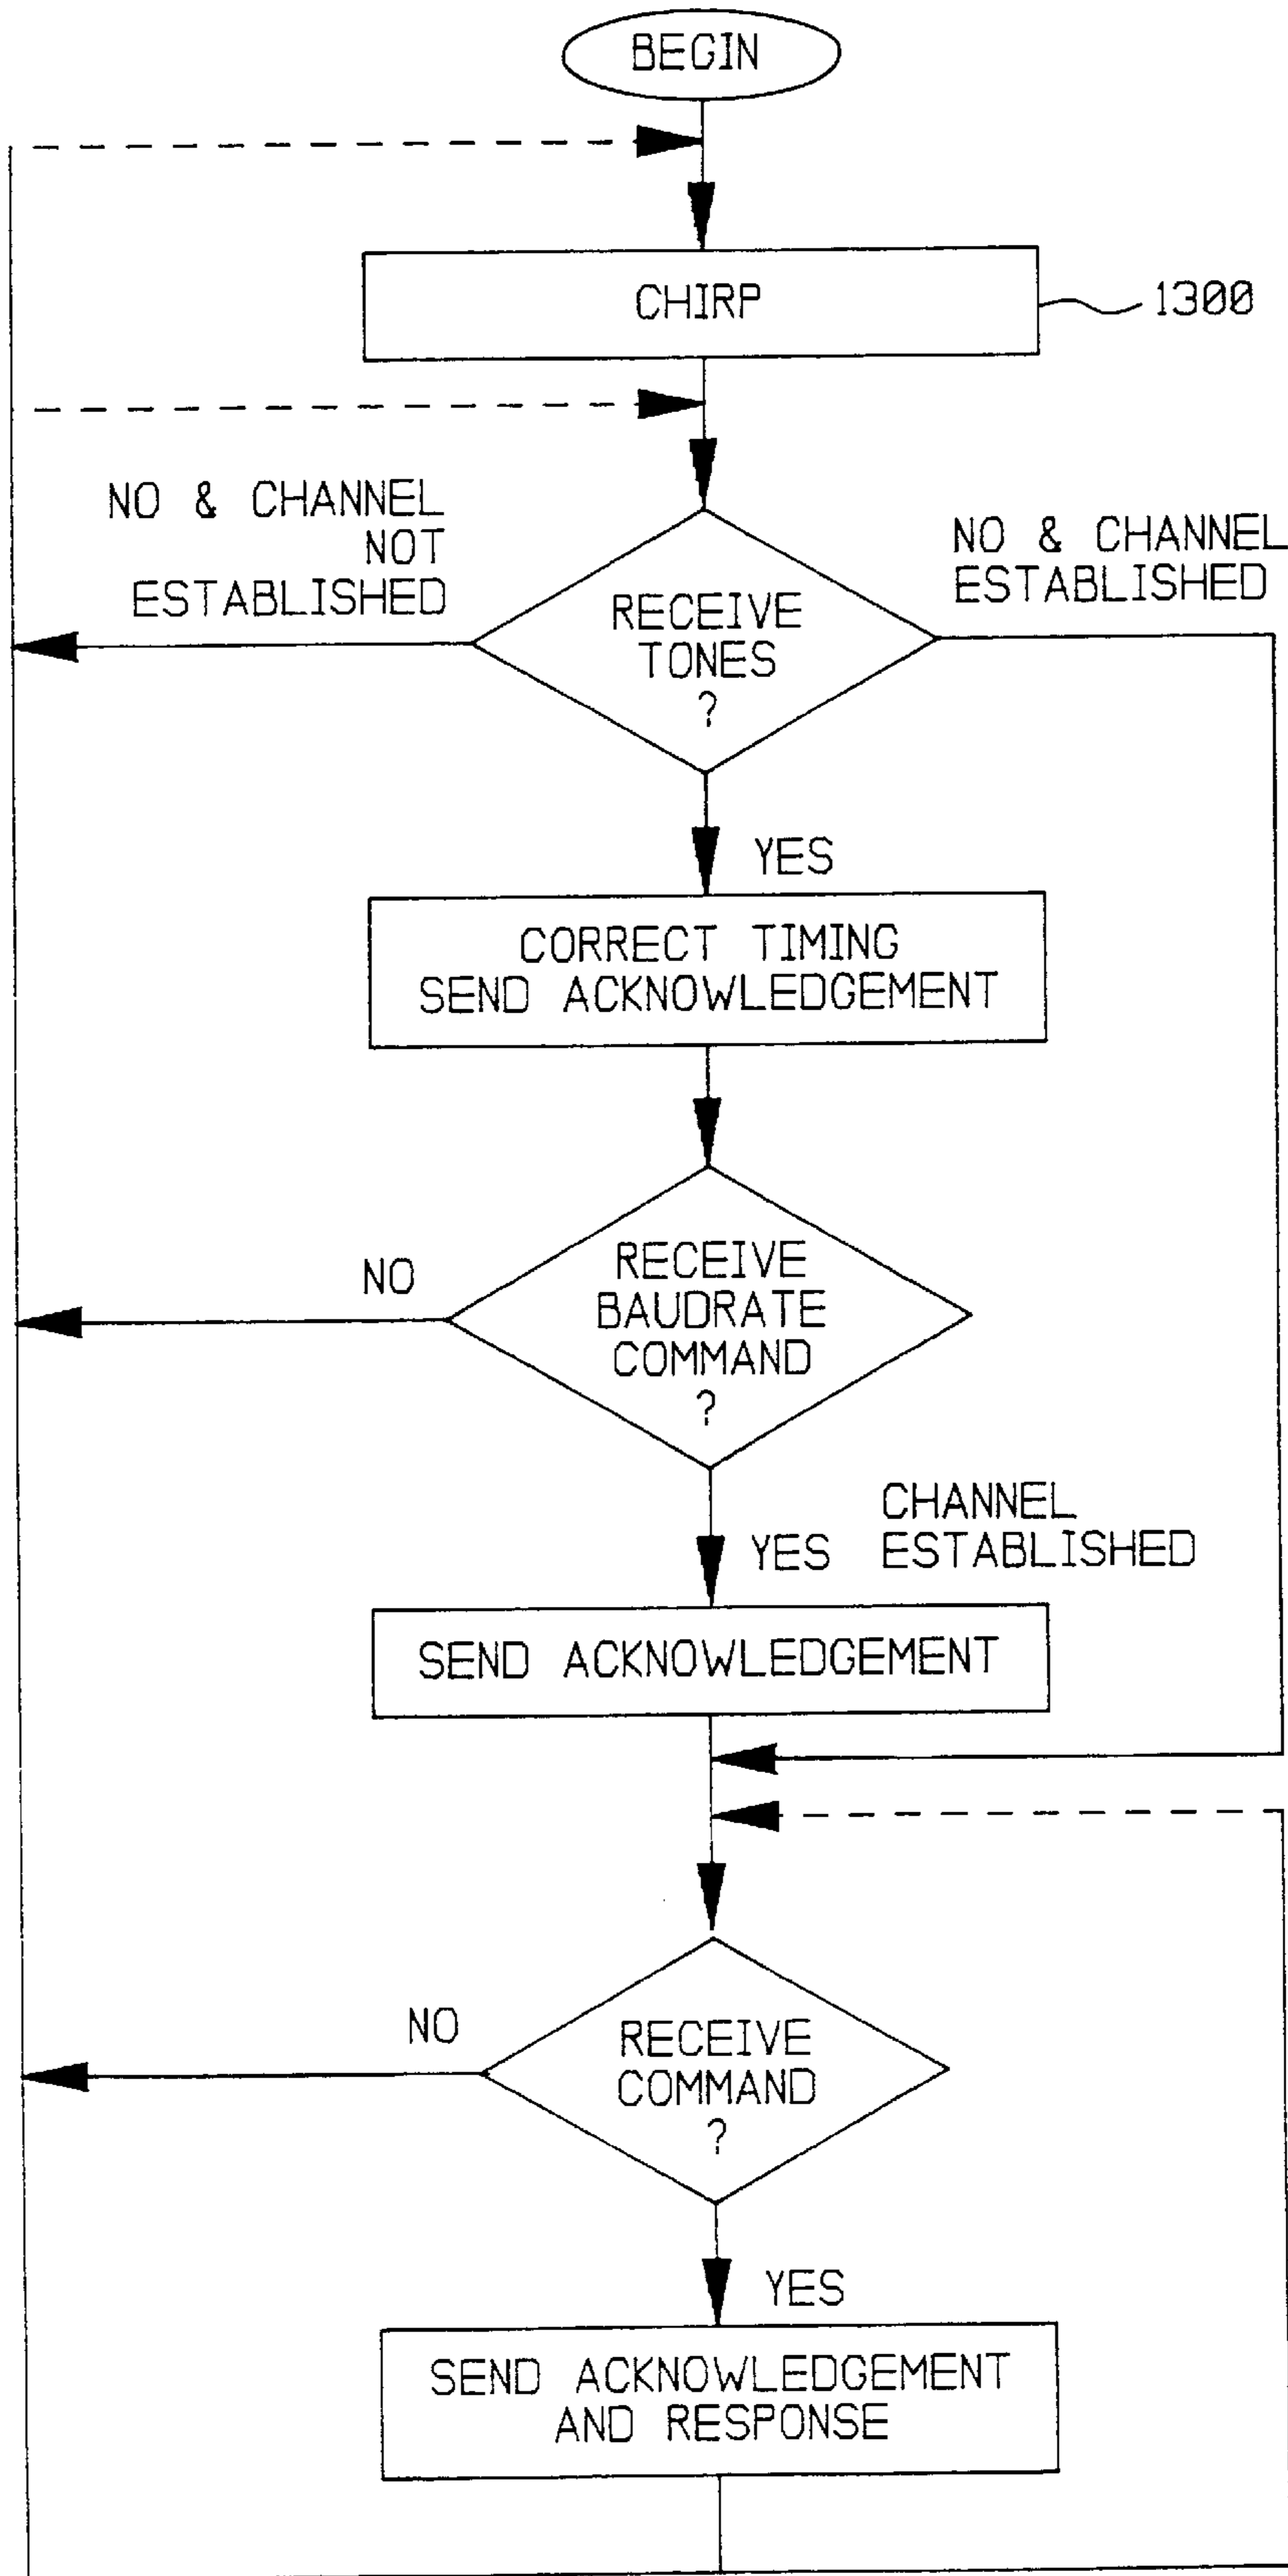 BEGIN
CHIRP
1300
NO & CHANNEL
NOT
ESTABLISHED
NO & CHANNEL
ESTABLISHED
RECEIVE
TONES
?
YES
CORRECT TIMING
SEND ACKNOWLEDGEMENT
NO
RECEIVE
BAUDRATE
COMMAND
?
YES
CHANNEL
ESTABLISHED
SEND ACKNOWLEDGEMENT
NO
RECEIVE
COMMAND
?
YES
SEND ACKNOWLEDGEMENT
AND RESPONSE